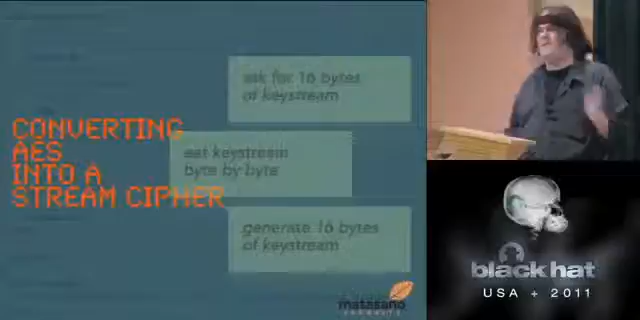 CONVERTING
AES
INTO A
STREAM CIPHER
ask for 16 bytes
of keystream
eat keystream
byte by byte
generate 16 bytes
of keystream
matasano
SECURITY
black hat
USA + 2011